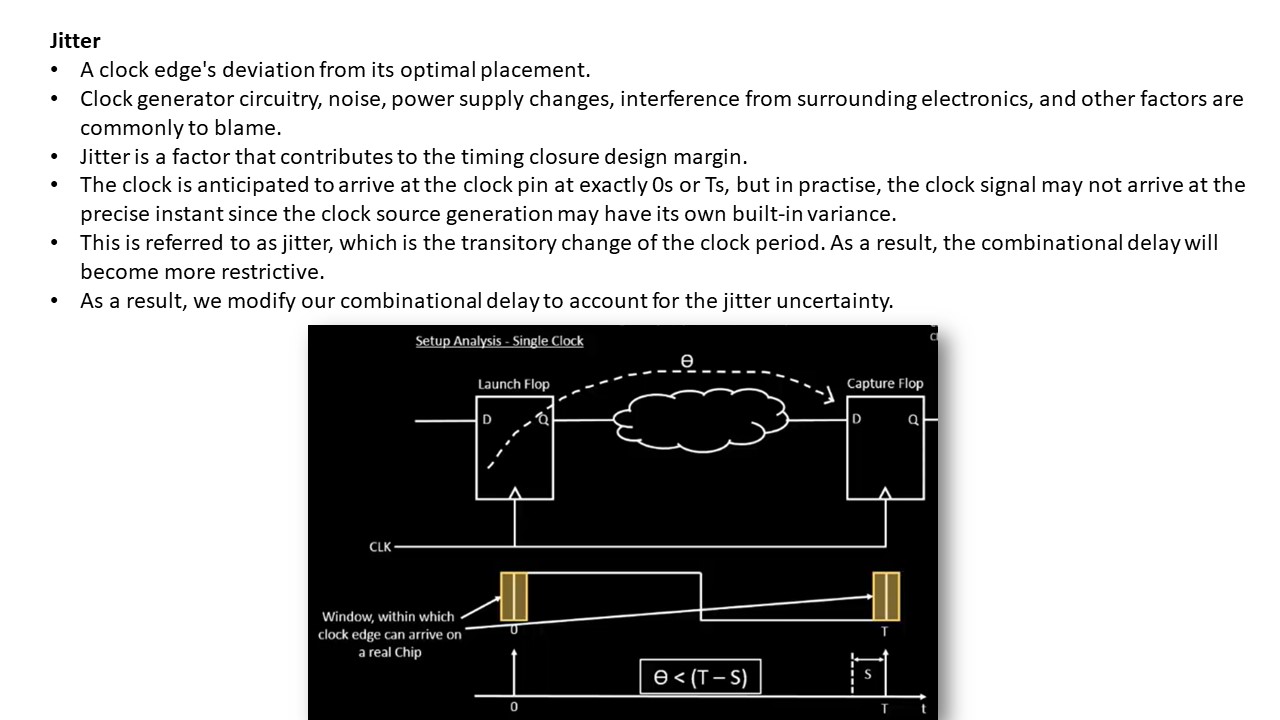 Jitter
• A clock edge's deviation from its optimal placement.
• Clock generator circuitry, noise, power supply changes, interference from surrounding electronics, and other factors are
commonly to blame.
• Jitter is a factor that contributes to the timing closure design margin.
• The clock is anticipated to arrive at the clock pin at exactly 0s or Ts, but in practise, the clock signal may not arrive at the
precise instant since the clock source generation may have its own built-in variance.
• This is referred to as jitter, which is the transitory change of the clock period. As a result, the combinational delay will
become more restrictive.
• As a result, we modify our combinational delay to account for the jitter uncertainty.
Setup Analysis - Single Clock
Θ
Launch Flop
Capture Flop
D Q
D Q
CLK
Window, within which
clock edge can arrive on
a real Chip
0
T
Θ < (T – S)
S
0
T
t